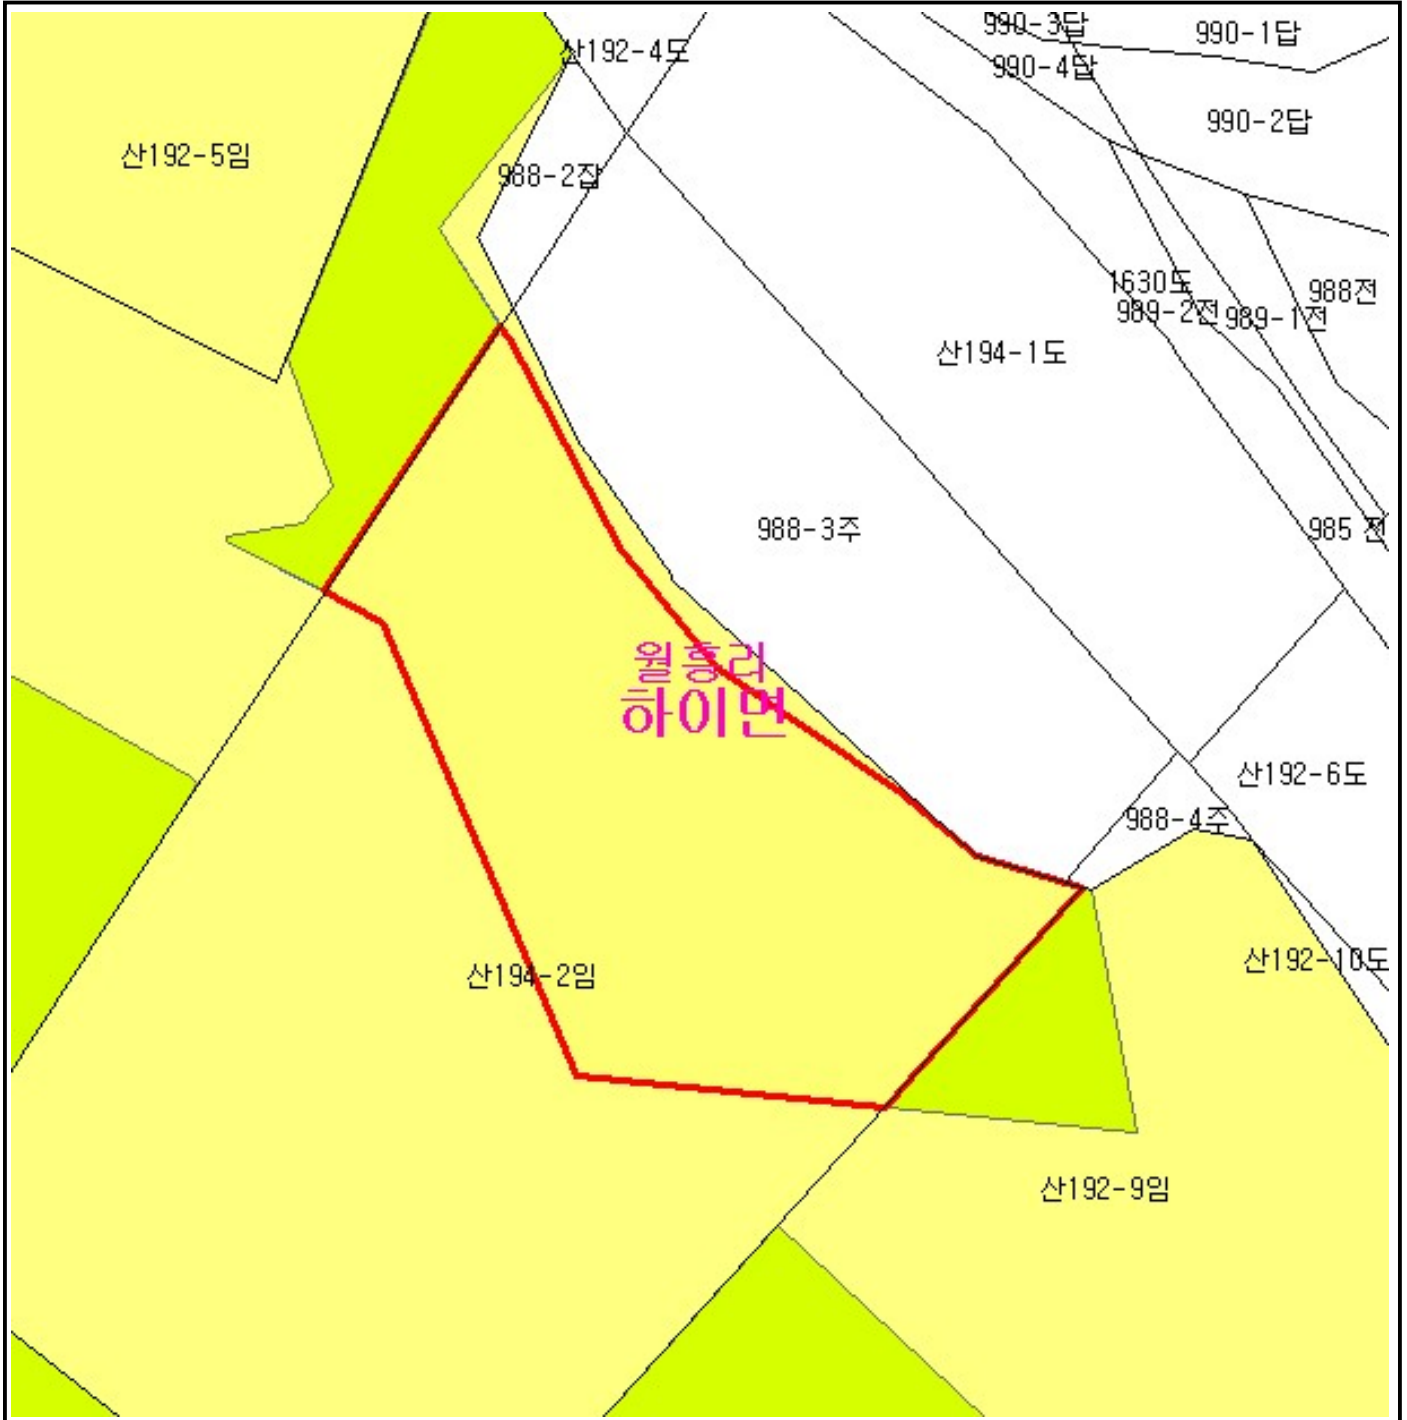 990-3답
990-1답
산192-4도
990-4답
990-2답
산192-5임
988-2잡
1630도
988전
989-2전
989-1전
산194-1도
988-3주
985 전
월흥리
하이면
산192-6도
988-4주
산192-10도
산194-2임
산192-9임